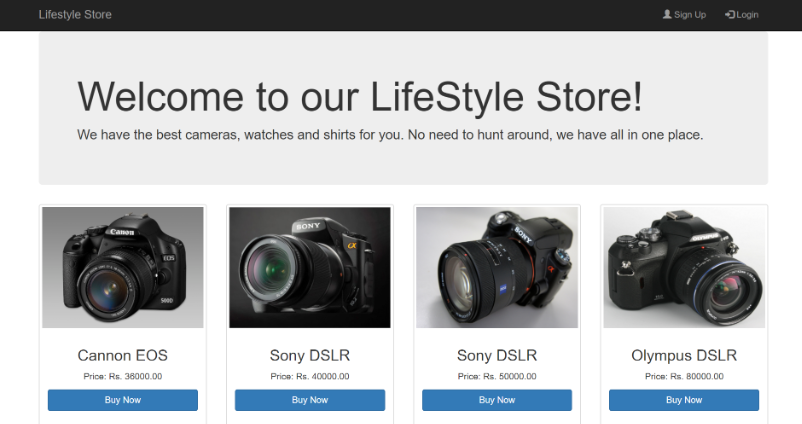 Lifestyle Store
Sign Up
Login
Welcome to our LifeStyle Store!
We have the best cameras, watches and shirts for you. No need to hunt around, we have all in one place.
Canon
EOS
500D
SONY
α
SONY
α
OLYMPUS
Cannon EOS
Sony DSLR
Sony DSLR
Olympus DSLR
Price: Rs. 36000.00
Price: Rs. 40000.00
Price: Rs. 50000.00
Price: Rs. 80000.00
Buy Now
Buy Now
Buy Now
Buy Now